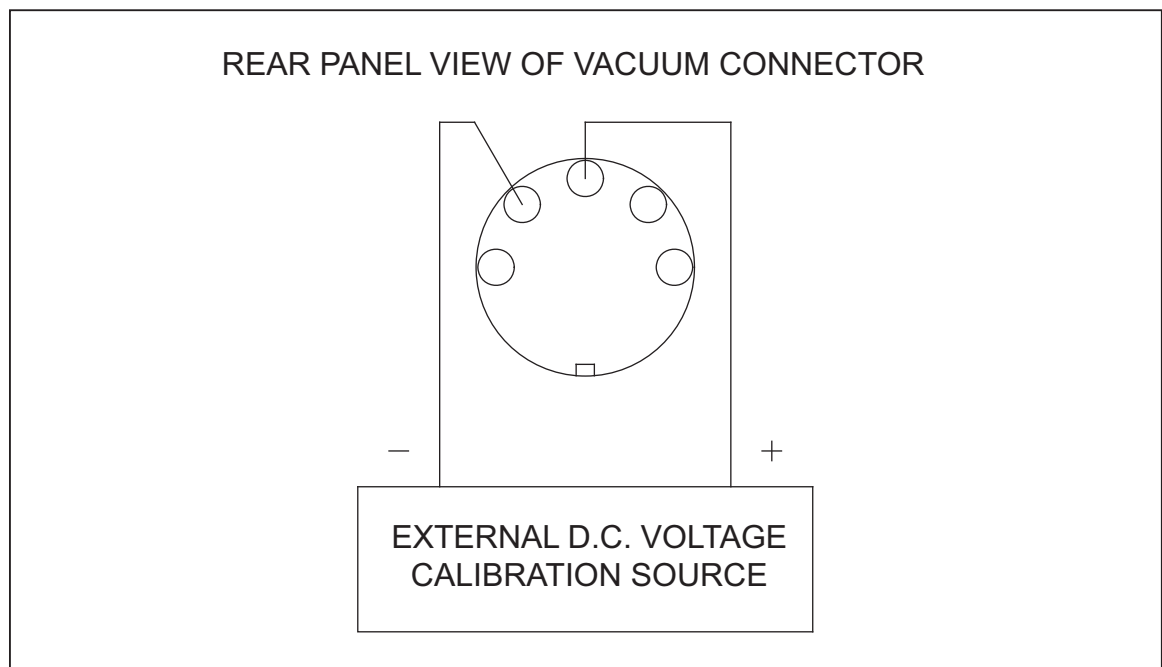 REAR PANEL VIEW OF VACUUM CONNECTOR
− +
EXTERNAL D.C. VOLTAGE
CALIBRATION SOURCE